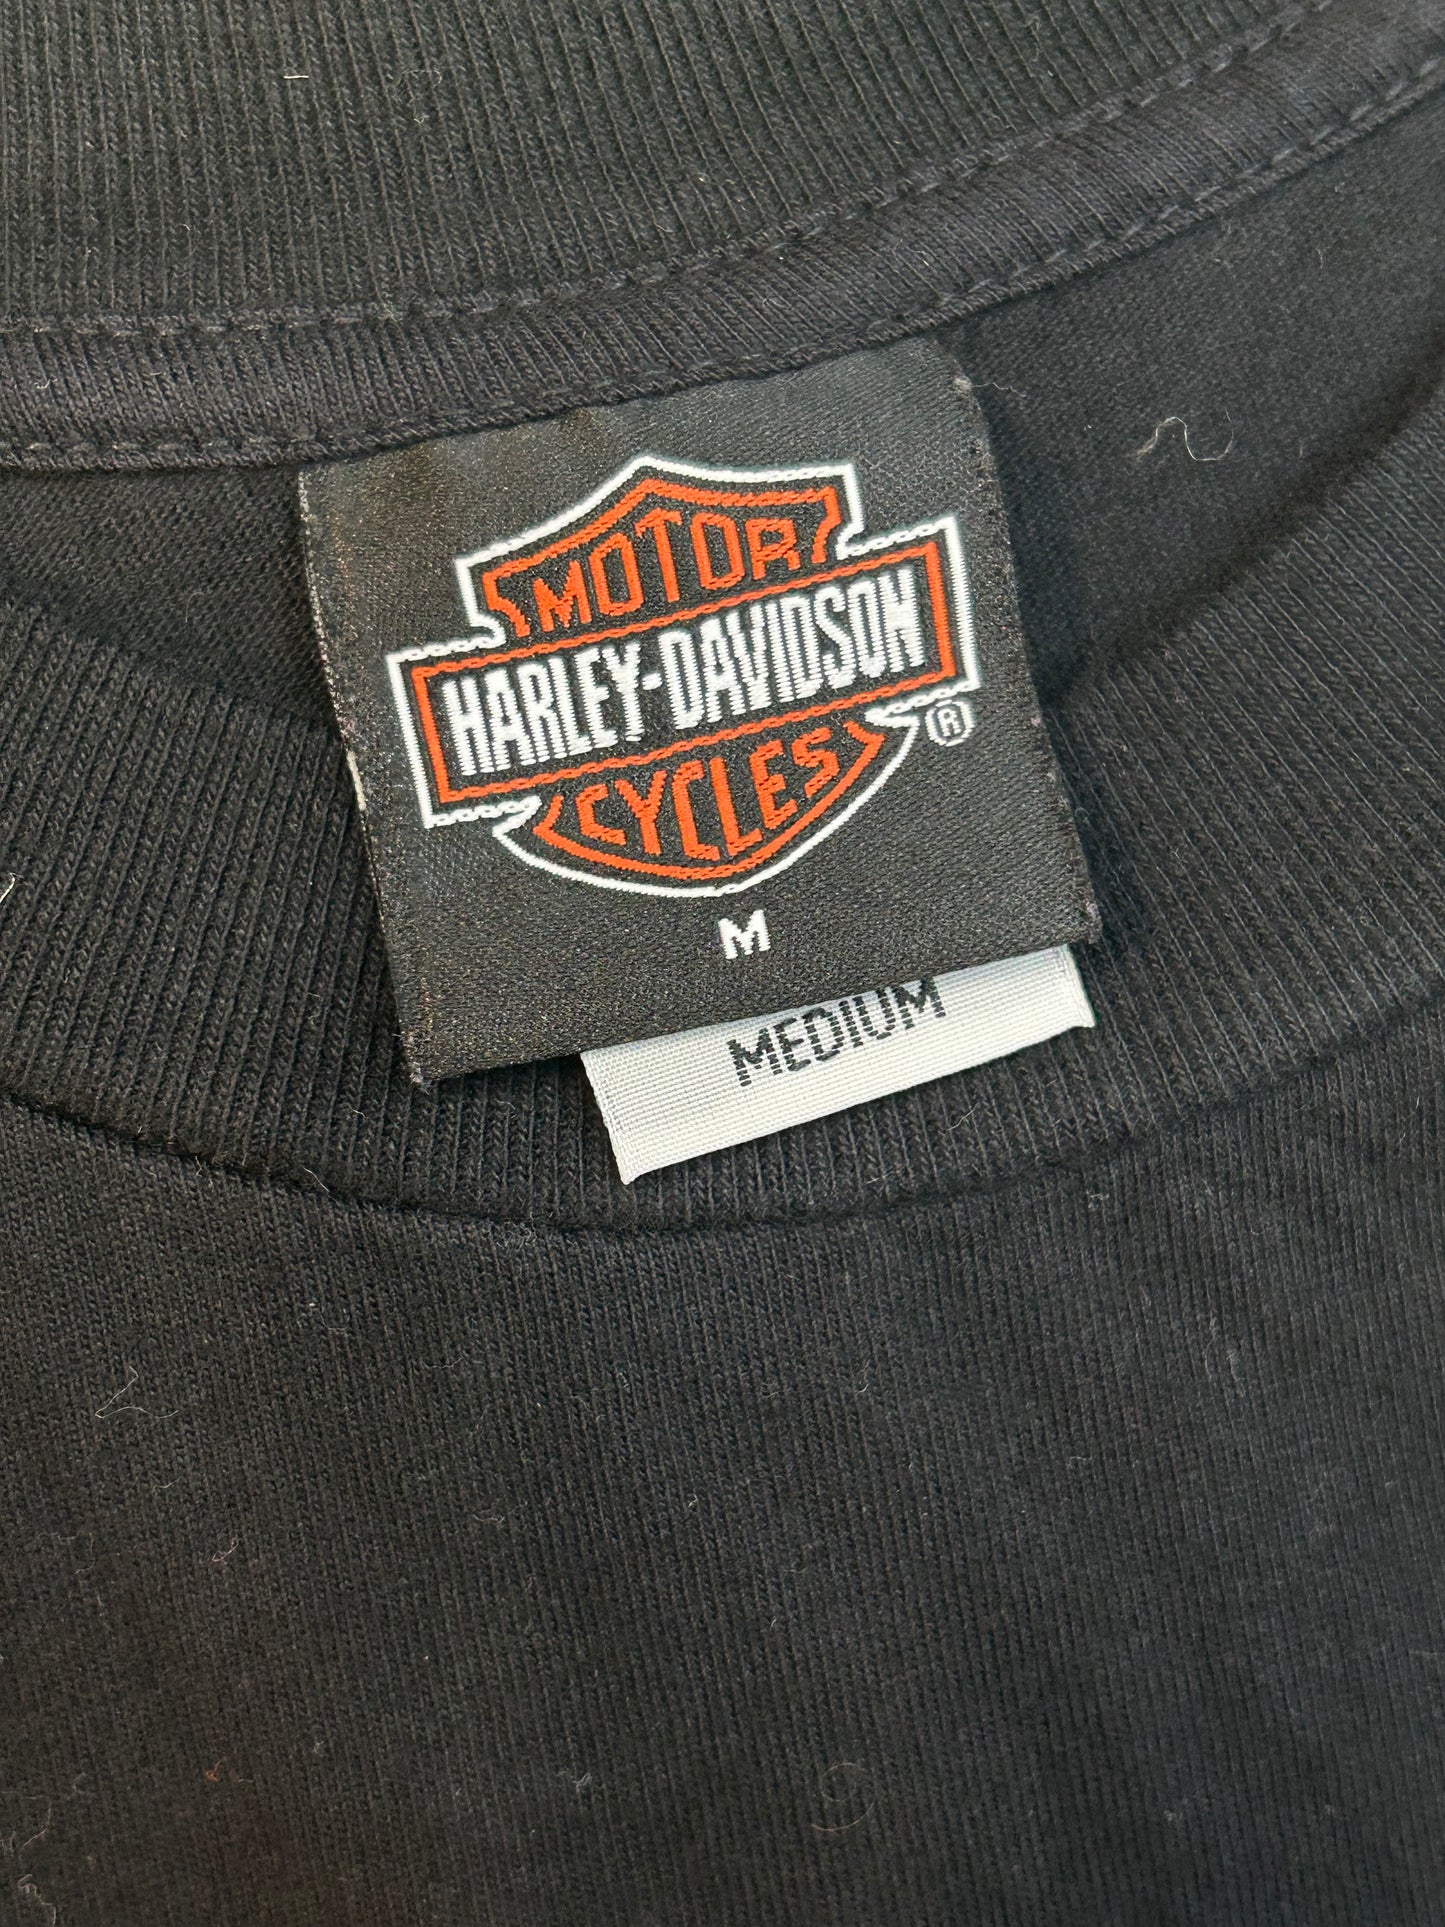 MOTOR
HARLEY-DAVIDSON
CYCLES ®
M
MEDIUM